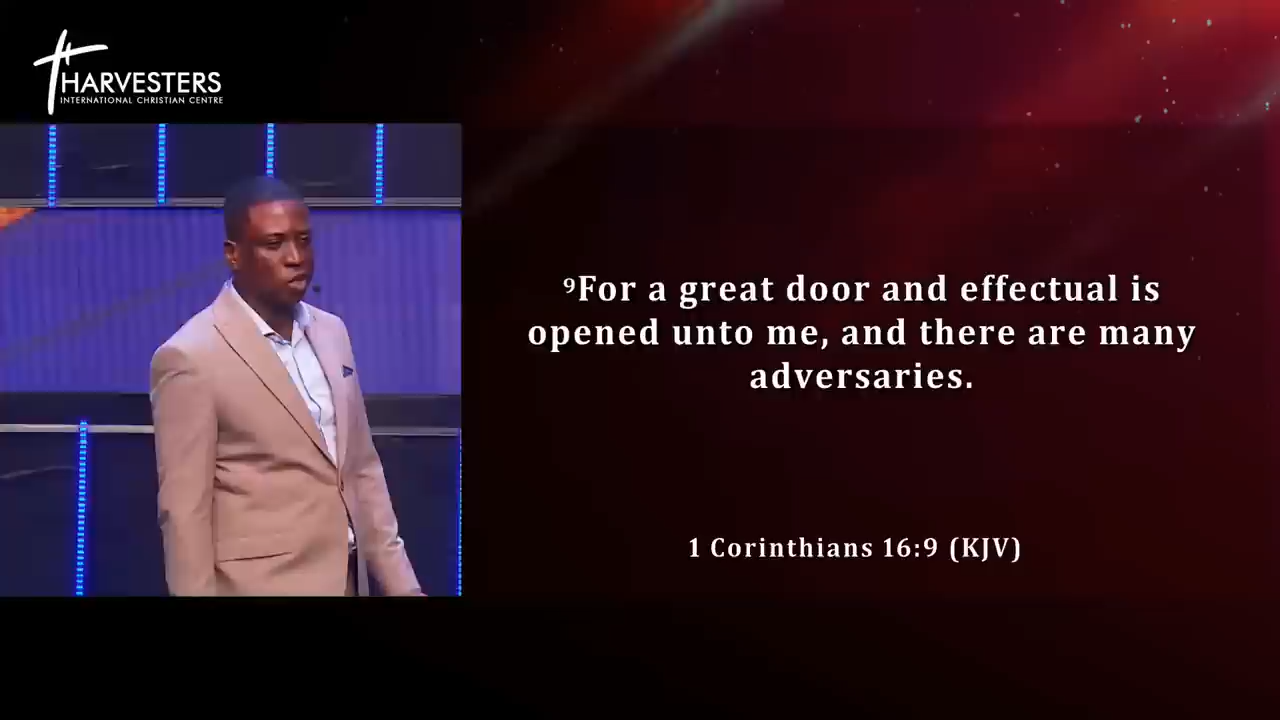 HARVESTERS
INTERNATIONAL CHRISTIAN CENTRE
⁹For a great door and effectual is
opened unto me, and there are many
adversaries.
1 Corinthians 16:9 (KJV)